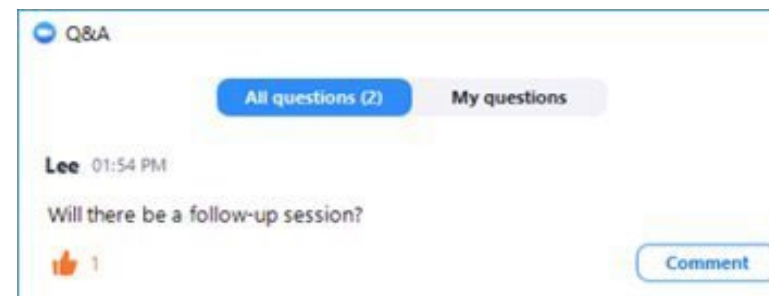 Q&A
All questions (2) My questions
Lee 01:54 PM
Will there be a follow-up session?
1
Comment